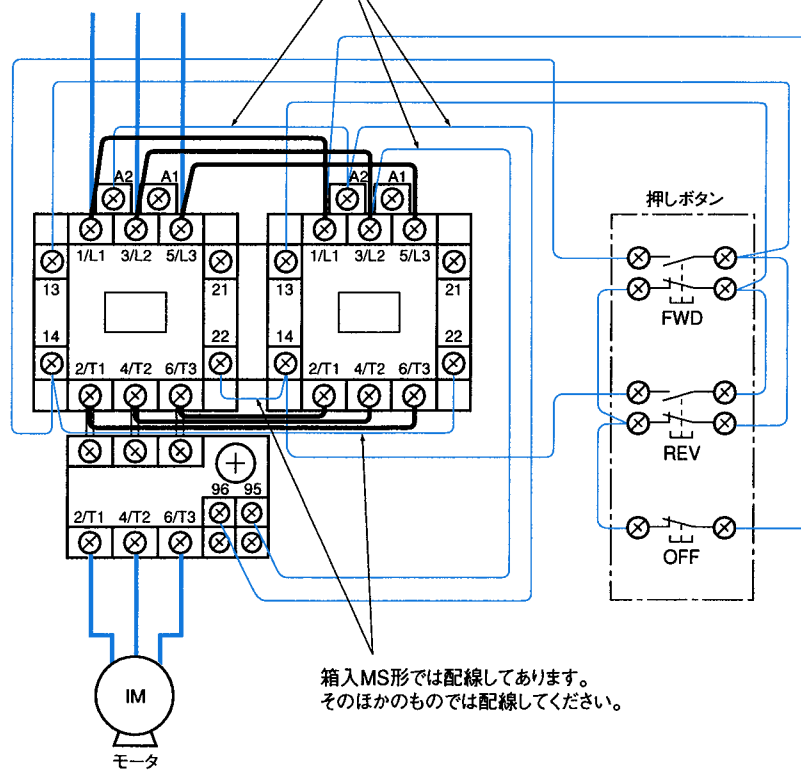 A2 A1 A2 A1
1/L1 3/L2 5/L3 1/L1 3/L2 5/L3
13 21 13 21
14 22 14 22
2/T1 4/T2 6/T3 2/T1 4/T2 6/T3
96 95
2/T1 4/T2 6/T3
IM
モータ
押しボタン
FWD
REV
OFF
箱入MS形では配線してあります。
そのほかのものでは配線してください。